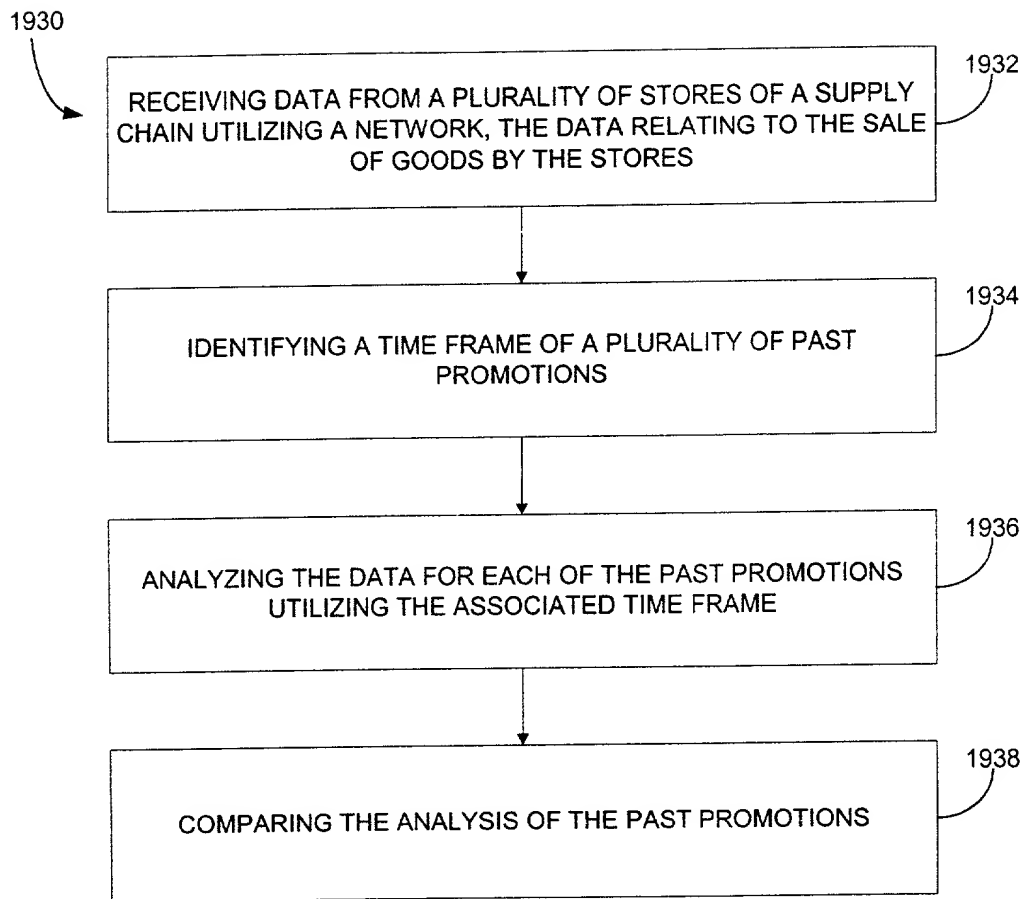 1930
1932
RECEIVING DATA FROM A PLURALITY OF STORES OF A SUPPLY
CHAIN UTILIZING A NETWORK, THE DATA RELATING TO THE SALE
OF GOODS BY THE STORES
1934
IDENTIFYING A TIME FRAME OF A PLURALITY OF PAST
PROMOTIONS
1936
ANALYZING THE DATA FOR EACH OF THE PAST PROMOTIONS
UTILIZING THE ASSOCIATED TIME FRAME
1938
COMPARING THE ANALYSIS OF THE PAST PROMOTIONS